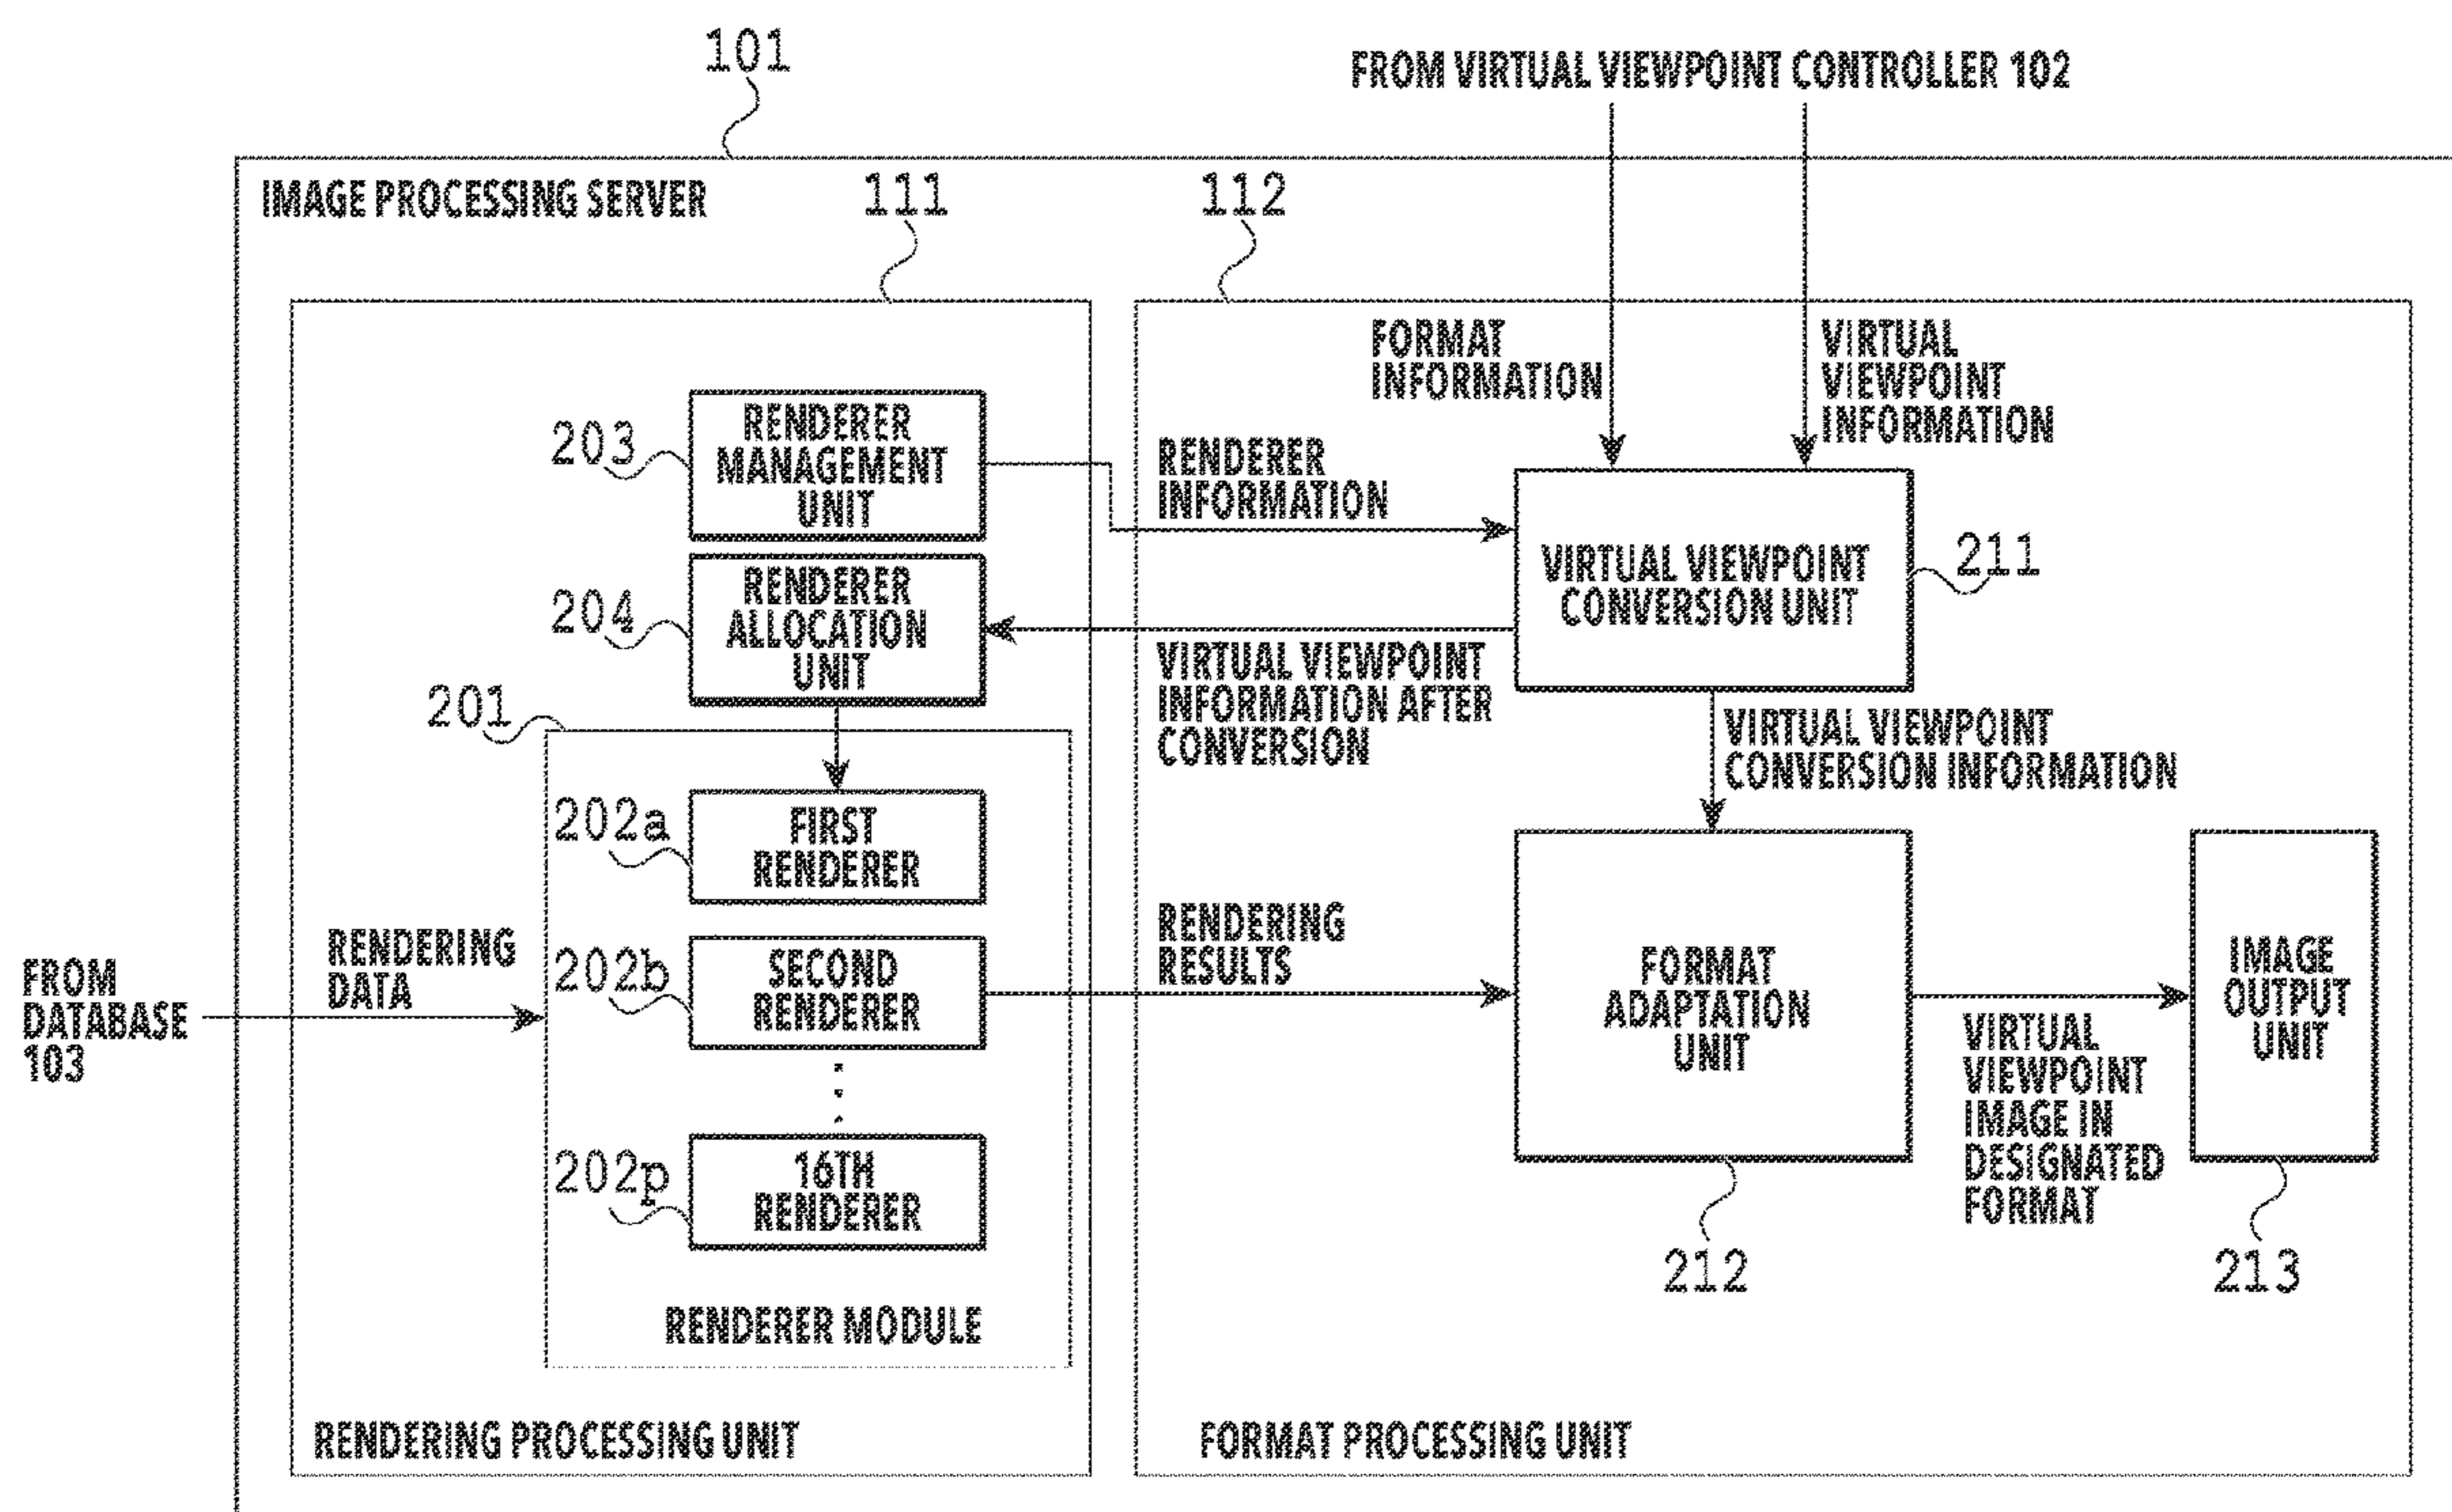 101
FROM VIRTUAL VIEWPOINT CONTROLLER 102
IMAGE PROCESSING SERVER
111
112
FORMAT
INFORMATION
VIRTUAL
VIEWPOINT
INFORMATION
203
RENDERER
MANAGEMENT
UNIT
RENDERER
INFORMATION
204
RENDERER
ALLOCATION
UNIT
VIRTUAL VIEWPOINT
CONVERSION UNIT
211
VIRTUAL VIEWPOINT
INFORMATION AFTER
CONVERSION
201
VIRTUAL VIEWPOINT
CONVERSION INFORMATION
202a
FIRST
RENDERER
FROM
DATABASE
103
RENDERING
DATA
202b
SECOND
RENDERER
RENDERING
RESULTS
FORMAT
ADAPTATION
UNIT
IMAGE
OUTPUT
UNIT
VIRTUAL
VIEWPOINT
IMAGE IN
DESIGNATED
FORMAT
202p
16TH
RENDERER
212
213
RENDERER MODULE
RENDERING PROCESSING UNIT
FORMAT PROCESSING UNIT